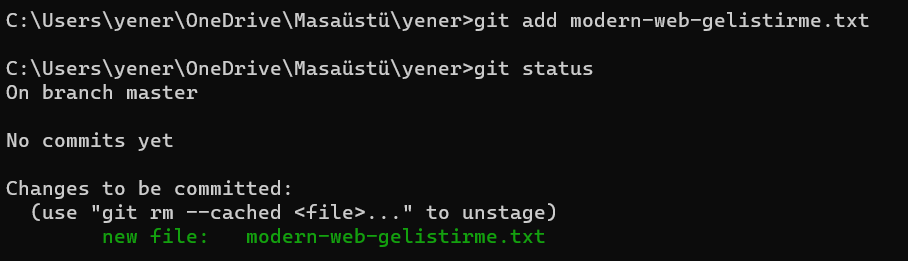 C:\Users\yener\OneDrive\Masaüstü\yener>git add modern-web-gelistirme.txt
C:\Users\yener\OneDrive\Masaüstü\yener>git status
On branch master
No commits yet
Changes to be committed:
  (use "git rm --cached <file>..." to unstage)
        new file:   modern-web-gelistirme.txt